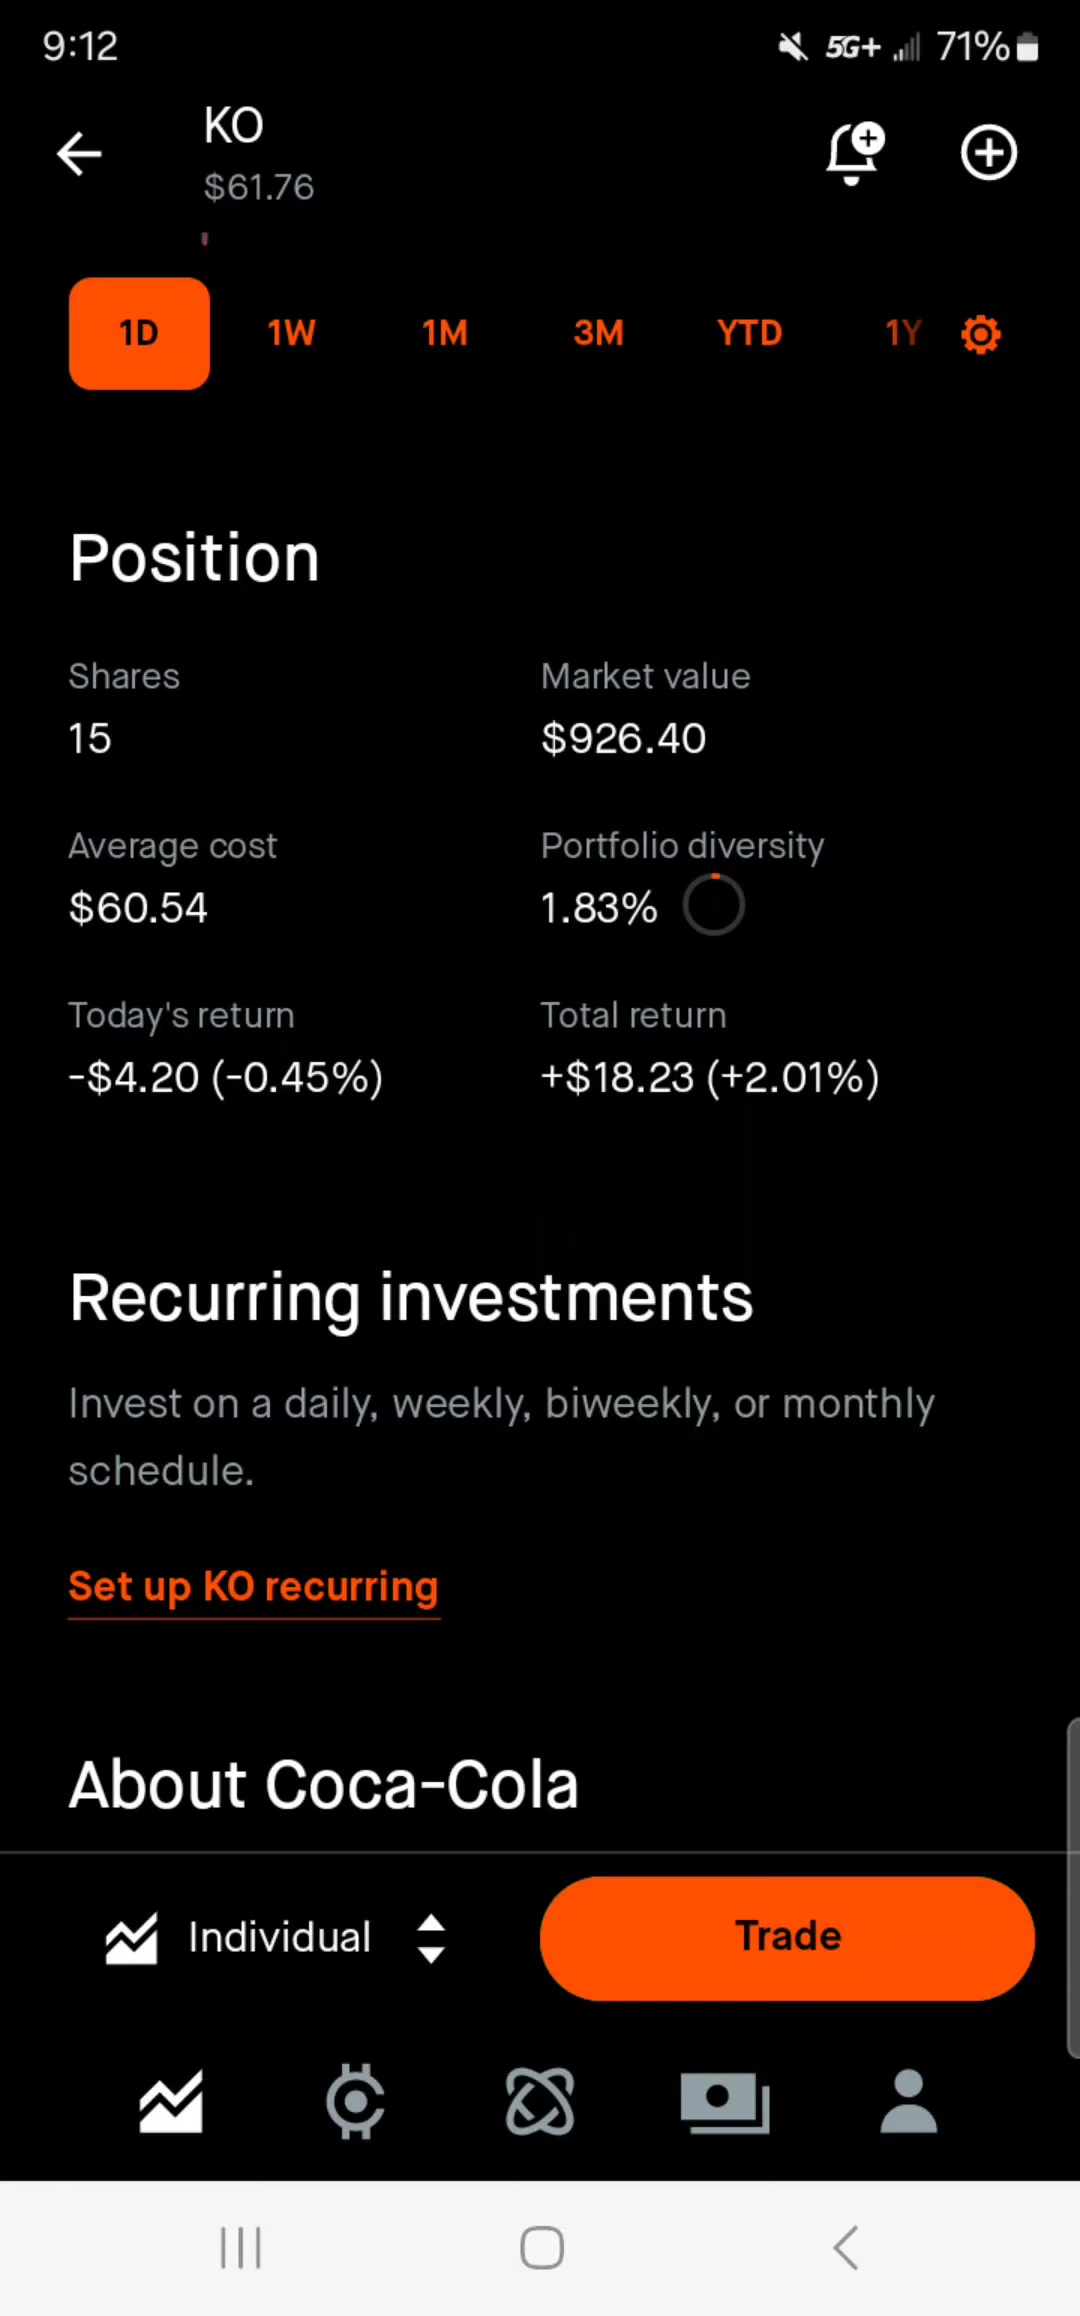 9:12 5G+ 71%
KO
$61.76
1D 1W 1M 3M YTD 1Y
Position
Shares Market value
15 $926.40
Average cost Portfolio diversity
$60.54 1.83%
Today's return Total return
-$4.20 (-0.45%) +$18.23 (+2.01%)
Recurring investments
Invest on a daily, weekly, biweekly, or monthly
schedule.
Set up KO recurring
About Coca-Cola
Individual Trade